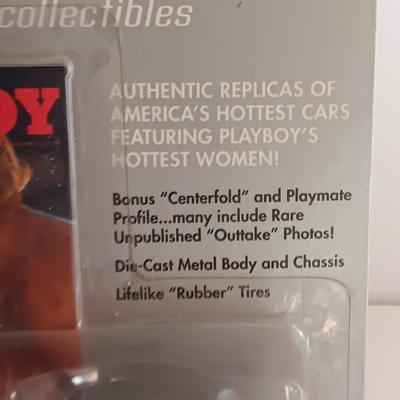 collectibles
DY
AUTHENTIC REPLICAS OF
AMERICA'S HOTTEST CARS
FEATURING PLAYBOY'S
HOTTEST WOMEN!
Bonus "Centerfold" and Playmate
Profile...many include Rare
Unpublished "Outtake" Photos!
Die-Cast Metal Body and Chassis
Lifelike "Rubber" Tires